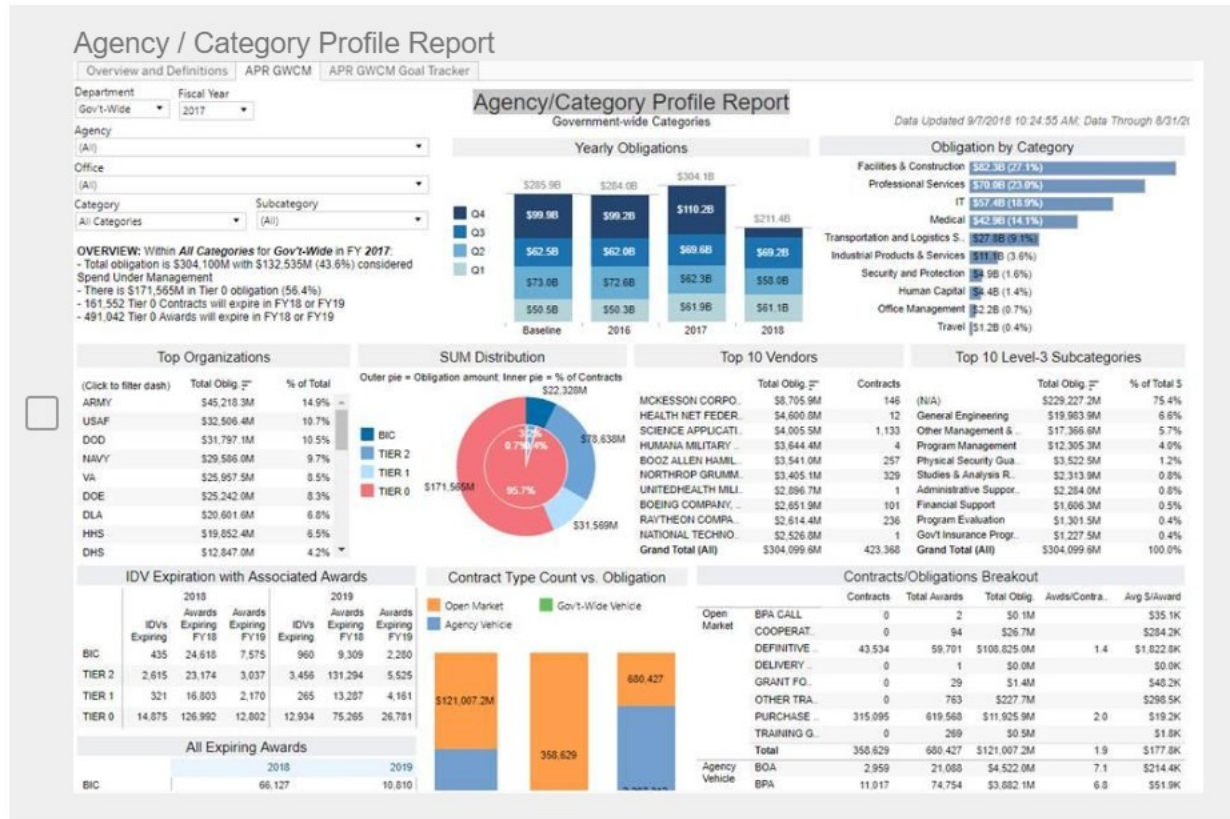 Agency / Category Profile Report
Overview and Definitions APR GWCM APR GWCM Goal Tracker
Department Fiscal Year
Gov't-Wide 2017
Agency
(All)
Office
(All)
Category Subcategory
All Categories (All)
OVERVIEW: Within All Categories for Gov't-Wide in FY 2017:
- Total obligation is $304,100M with $132,535M (43.6%) considered
Spend Under Management
- There is $171,565M in Tier 0 obligation (56.4%)
- 161,552 Tier 0 Contracts will expire in FY18 or FY19
- 491,042 Tier 0 Awards will expire in FY18 or FY19
Agency/Category Profile Report
Government-wide Categories
Data Updated 9/7/2018 10:24:55 AM; Data Through 8/31/20
Yearly Obligations
$285.9B $284.0B $304.1B $211.4B
Q4 $99.9B $99.2B $110.2B
Q3 $62.5B $62.0B $69.6B $69.2B
Q2 $73.0B $72.6B $62.3B $58.0B
Q1 $50.5B $50.3B $61.9B $61.1B
Baseline 2016 2017 2018
Obligation by Category
Facilities & Construction $82.3B (27.1%)
Professional Services $70.0B (23.0%)
IT $57.4B (18.9%)
Medical $42.9B (14.1%)
Transportation and Logistics S.. $27.8B (9.1%)
Industrial Products & Services $11.1B (3.6%)
Security and Protection $4.9B (1.6%)
Human Capital $4.4B (1.4%)
Office Management $2.2B (0.7%)
Travel $1.2B (0.4%)
Top Organizations
(Click to filter dash) Total Oblig. % of Total
ARMY $45,218.3M 14.9%
USAF $32,506.4M 10.7%
DOD $31,797.1M 10.5%
NAVY $29,586.0M 9.7%
VA $25,957.5M 8.5%
DOE $25,242.0M 8.3%
DLA $20,601.6M 6.8%
HHS $19,852.4M 6.5%
DHS $12,847.0M 4.2%
SUM Distribution
Outer pie = Obligation amount; Inner pie = % of Contracts
BIC
TIER 2
TIER 1
TIER 0
$22,328M
$78,638M
0.7%
$171,565M 95.7%
$31,569M
Top 10 Vendors
Total Oblig. Contracts
MCKESSON CORPO.. $8,705.9M 146
HEALTH NET FEDER.. $4,600.8M 12
SCIENCE APPLICATI.. $4,005.5M 1,133
HUMANA MILITARY .. $3,644.4M 4
BOOZ ALLEN HAMIL.. $3,541.0M 257
NORTHROP GRUMM.. $3,405.1M 329
UNITEDHEALTH MILI.. $2,896.7M 1
BOEING COMPANY, .. $2,651.9M 101
RAYTHEON COMPA.. $2,614.4M 236
NATIONAL TECHNO.. $2,526.8M 1
Grand Total (All) $304,099.6M 423,368
Top 10 Level-3 Subcategories
Total Oblig. % of Total $
(N/A) $229,227.2M 75.4%
General Engineering $19,983.9M 6.6%
Other Management & .. $17,366.6M 5.7%
Program Management $12,305.3M 4.0%
Physical Security Gua.. $3,522.5M 1.2%
Studies & Analysis R.. $2,313.9M 0.8%
Administrative Suppor.. $2,284.0M 0.8%
Financial Support $1,606.3M 0.5%
Program Evaluation $1,301.5M 0.4%
Gov't Insurance Progr.. $1,227.5M 0.4%
Grand Total (All) $304,099.6M 100.0%
IDV Expiration with Associated Awards
2018 2019
IDVs Expiring Awards Expiring FY18 Awards Expiring FY19 IDVs Expiring Awards Expiring FY18 Awards Expiring FY19
BIC 435 24,618 7,575 960 9,309 2,280
TIER 2 2,615 23,174 3,037 3,456 131,294 5,525
TIER 1 321 16,803 2,170 265 13,287 4,161
TIER 0 14,875 126,992 12,802 12,934 75,265 26,781
All Expiring Awards
2018 2019
BIC 66,127 10,810
Contract Type Count vs. Obligation
Open Market Gov't-Wide Vehicle
Agency Vehicle
$121,007.2M 358,629 680,427
Contracts/Obligations Breakout
Contracts Total Awards Total Oblig. Awds/Contra.. Avg $/Award
Open Market BPA CALL 0 2 $0.1M $35.1K
COOPERAT.. 0 94 $26.7M $284.2K
DEFINITIVE .. 43,534 59,701 $108,825.0M 1.4 $1,822.8K
DELIVERY .. 0 1 $0.0M $0.0K
GRANT FO.. 0 29 $1.4M $48.2K
OTHER TRA.. 0 763 $227.7M $298.5K
PURCHASE .. 315,095 619,568 $11,925.9M 2.0 $19.2K
TRAINING G.. 0 269 $0.5M $1.8K
Total 358,629 680,427 $121,007.2M 1.9 $177.8K
Agency Vehicle BOA 2,959 21,088 $4,522.0M 7.1 $214.4K
BPA 11,017 74,754 $3,882.1M 6.8 $51.9K